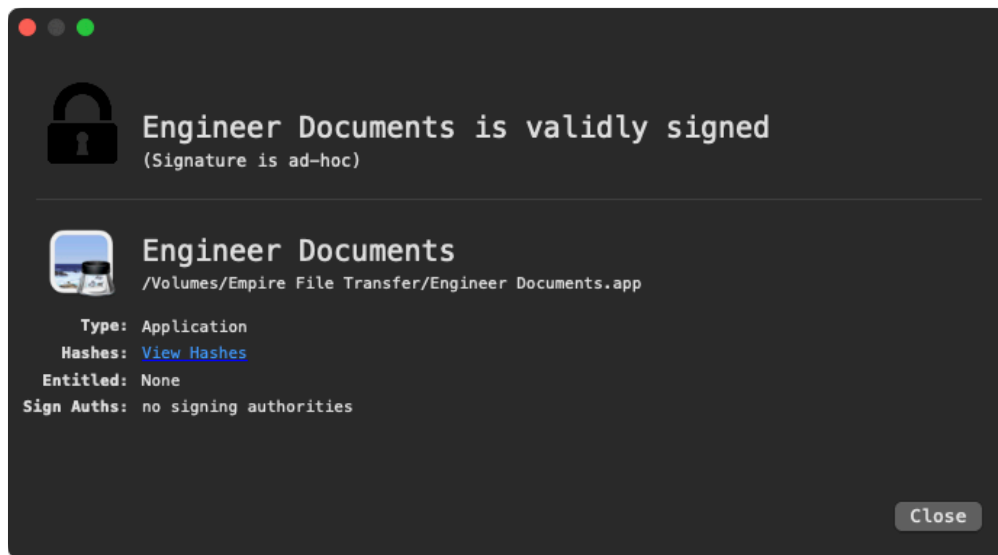 Engineer Documents is validly signed
(Signature is ad-hoc)
Engineer Documents
/Volumes/Empire File Transfer/Engineer Documents.app
Type: Application
Hashes: View Hashes
Entitled: None
Sign Auths: no signing authorities
Close